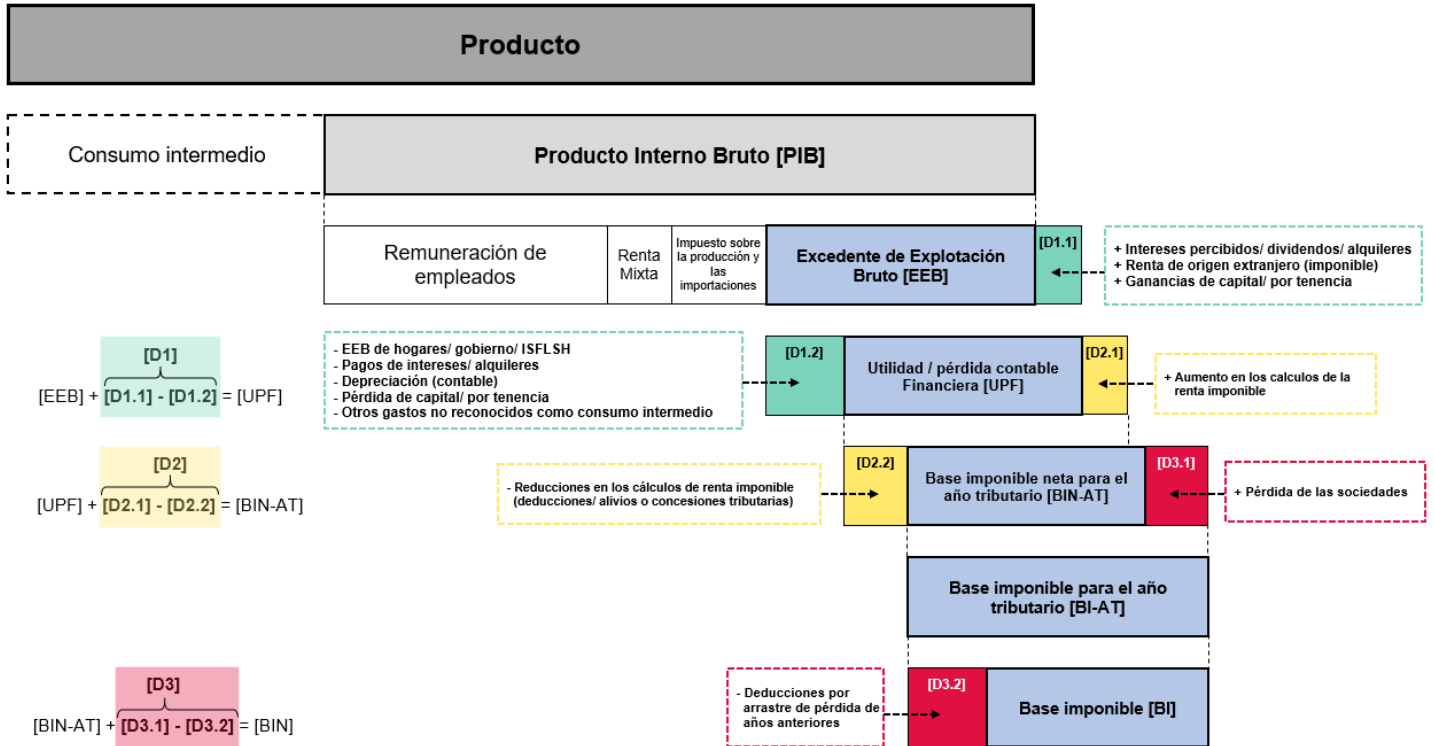 Producto
Consumo intermedio
Producto Interno Bruto [PIB]
Remuneración de
empleados
Renta
Mixta
Impuesto sobre
la producción y
las
importaciones
Excedente de Explotación
Bruto [EEB]
[D1.1]
+ Intereses percibidos/ dividendos/ alquileres
+ Renta de origen extranjero (imponible)
+ Ganancias de capital/ por tenencia
[D1]
[EEB] + [D1.1] - [D1.2] = [UPF]
- EEB de hogares/ gobierno/ ISFLSH
- Pagos de intereses/ alquileres
- Depreciación (contable)
- Pérdida de capital/ por tenencia
- Otros gastos no reconocidos como consumo intermedio
[D1.2]
Utilidad / pérdida contable
Financiera [UPF]
[D2.1]
+ Aumento en los calculos de la
renta imponible
[D2]
[UPF] + [D2.1] - [D2.2] = [BIN-AT]
- Reducciones en los cálculos de renta imponible
(deducciones/ alivios o concesiones tributarias)
[D2.2]
Base imponible neta para el
año tributario [BIN-AT]
[D3.1]
+ Pérdida de las sociedades
Base imponible para el año
tributario [BI-AT]
[D3]
[BIN-AT] + [D3.1] - [D3.2] = [BIN]
- Deducciones por
arrastre de pérdida de
años anteriores
[D3.2]
Base imponible [BI]